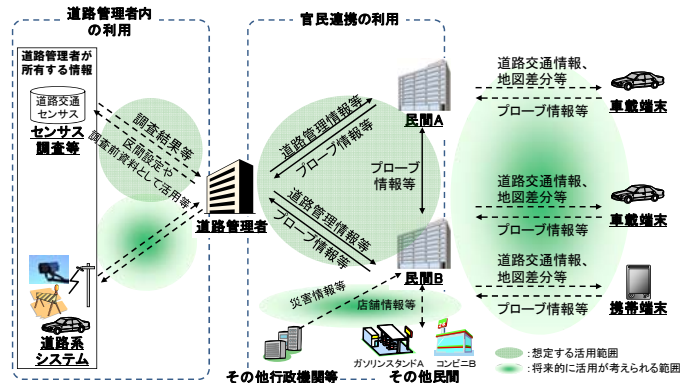 道路管理者内
の利用
官民連携の利用
道路管理者が
所有する情報
道路交通
センサス
センサス
調査等
調査結果等
区間設定や
調査前資料として活用等
道路管理者
道路系
システム
道路管理情報等
プローブ情報等
道路管理情報等
プローブ情報等
民間A
プローブ
情報等
民間B
災害情報等
店舗情報等
ガソリンスタンドA
コンビニB
その他行政機関等
その他民間
道路交通情報、
地図差分等
プローブ情報等
車載端末
道路交通情報、
地図差分等
プローブ情報等
車載端末
道路交通情報、
地図差分等
プローブ情報等
携帯端末
:想定する活用範囲
:将来的に活用が考えられる範囲